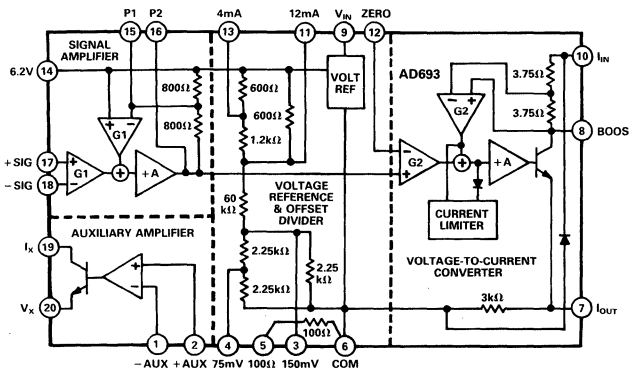 P1 P2 4mA 12mA VIN ZERO
15 16 13 11 9 12
SIGNAL
AMPLIFIER
6.2V 14
10 IIN
800Ω
800Ω
600Ω
600Ω
1.2kΩ
VOLT
REF
AD693
3.75Ω
3.75Ω
+ -
G1
- +
G2
8 BOOS
+SIG 17
-SIG 18
+
-
G1
+
+A
-
+
G2
+
+A
CURRENT
LIMITER
60
kΩ
VOLTAGE
REFERENCE
& OFFSET
DIVIDER
VOLTAGE-TO-CURRENT
CONVERTER
AUXILIARY AMPLIFIER
IX 19
VX 20
+
-
2.25kΩ
2.25kΩ
2.25
kΩ
3kΩ
7 IOUT
100Ω
1 2 4 5 3 6
-AUX +AUX 75mV 100Ω 150mV COM